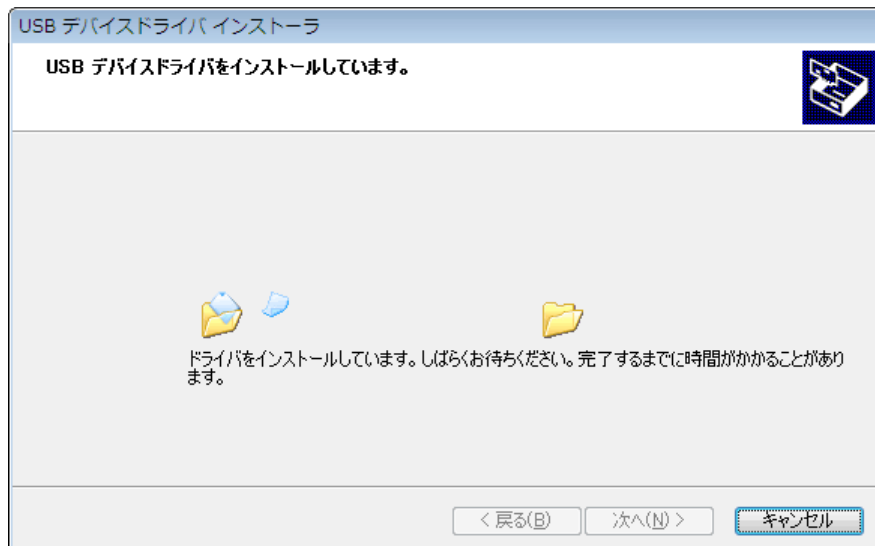 USB デバイスドライバ インストーラ
USB デバイスドライバをインストールしています。
ドライバをインストールしています。しばらくお待ちください。完了するまでに時間がかかることがあり
ます。
< 戻る(B) 次へ(N) > キャンセル